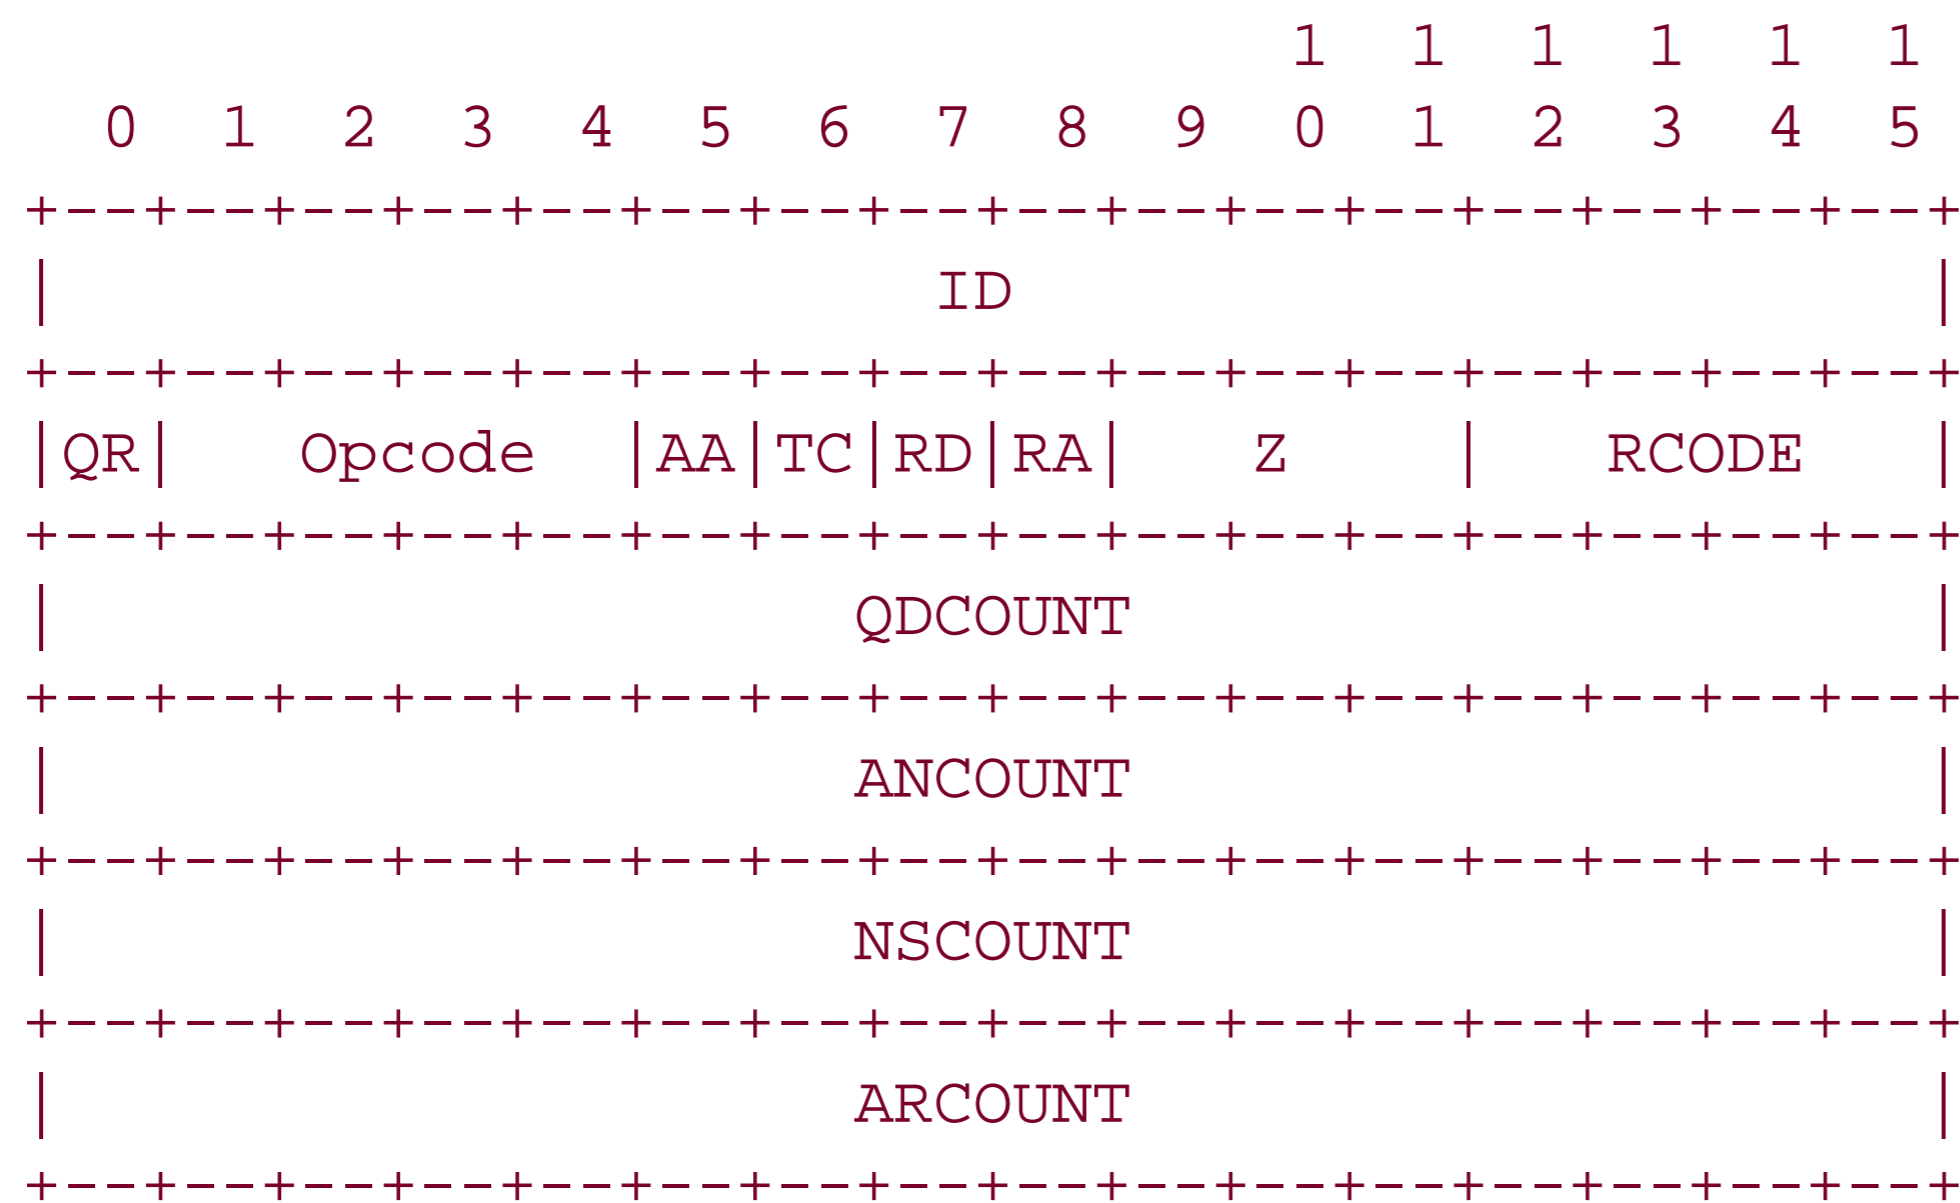 1  1  1  1  1  1
  0  1  2  3  4  5  6  7  8  9  0  1  2  3  4  5
+--+--+--+--+--+--+--+--+--+--+--+--+--+--+--+--+
|                      ID                       |
+--+--+--+--+--+--+--+--+--+--+--+--+--+--+--+--+
|QR|   Opcode  |AA|TC|RD|RA|   Z    |   RCODE   |
+--+--+--+--+--+--+--+--+--+--+--+--+--+--+--+--+
|                    QDCOUNT                    |
+--+--+--+--+--+--+--+--+--+--+--+--+--+--+--+--+
|                    ANCOUNT                    |
+--+--+--+--+--+--+--+--+--+--+--+--+--+--+--+--+
|                    NSCOUNT                    |
+--+--+--+--+--+--+--+--+--+--+--+--+--+--+--+--+
|                    ARCOUNT                    |
+--+--+--+--+--+--+--+--+--+--+--+--+--+--+--+--+